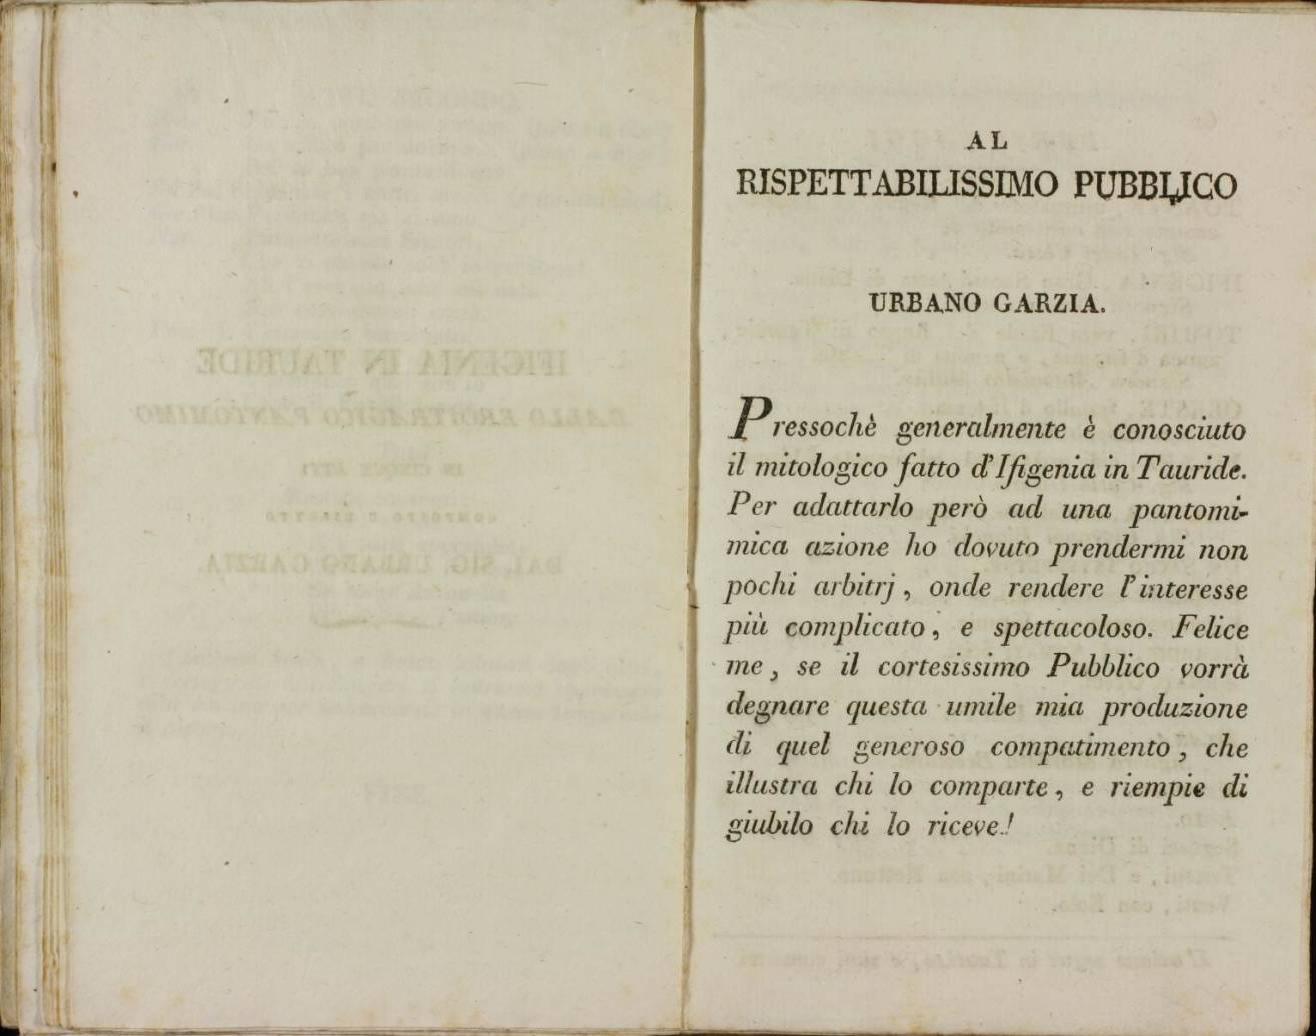 AL
RISPETTABILISSIMO PUBBLICO
URBANO GARZIA.
Pressochè generalmente è conosciuto
il mitologico fatto d'Ifigenia in Tauride.
Per adattarlo però ad una pantomi-
mica azione ho dovuto prendermi non
pochi arbitrj, onde rendere l'interesse
più complicato, e spettacoloso. Felice
me, se il cortesissimo Pubblico vorrà
degnare questa umile mia produzione
di quel generoso compatimento, che
illustra chi lo comparte, e riempie di
giubilo chi lo riceve!